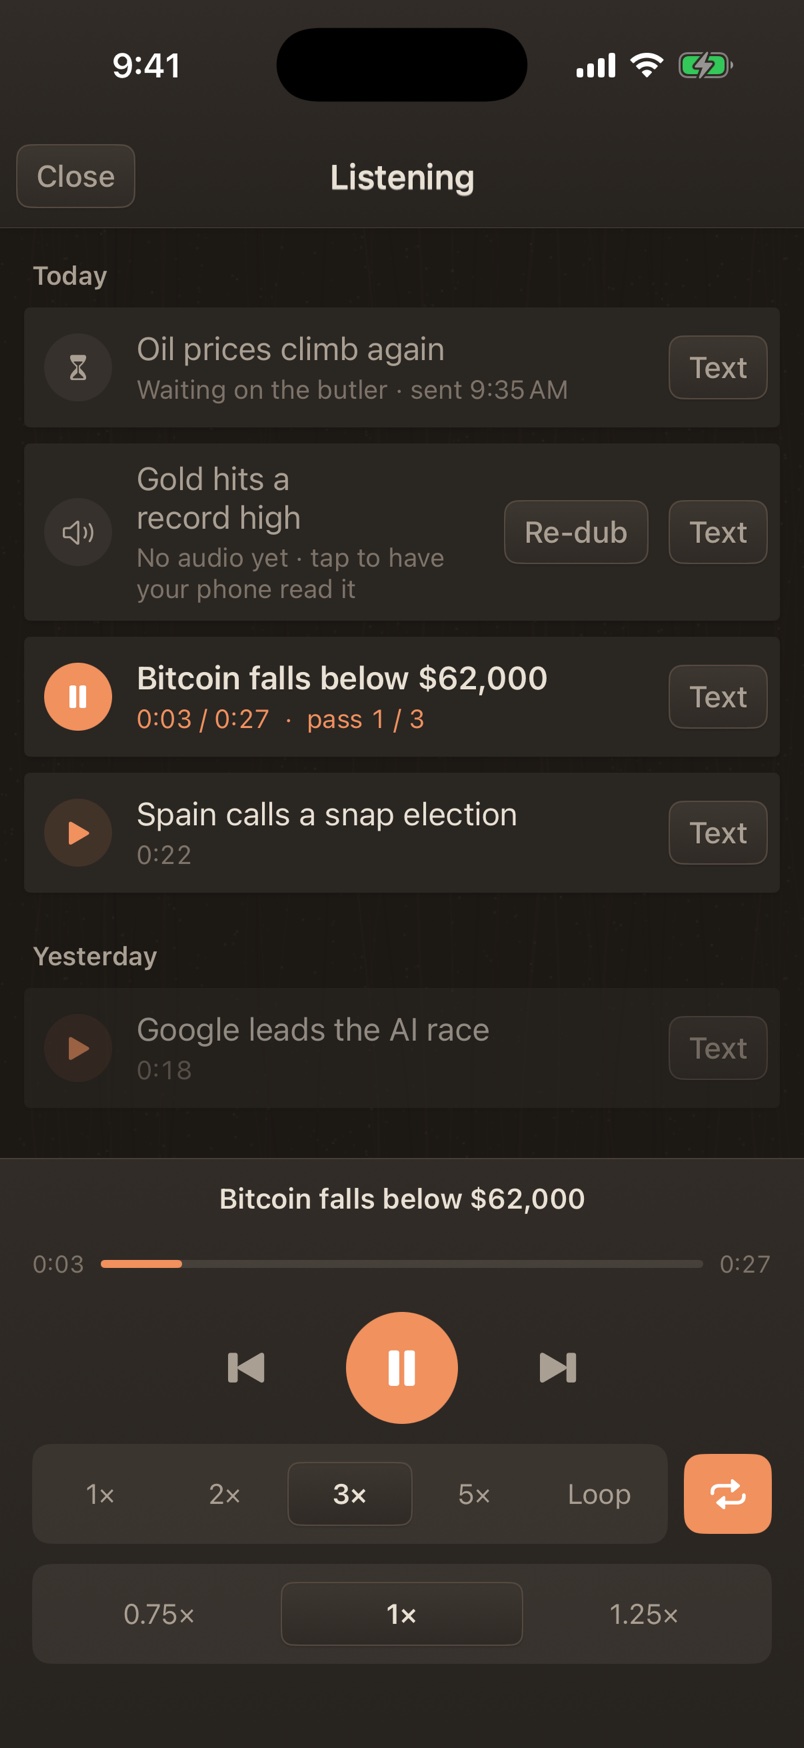 9:41
Close
Listening
Today
Oil prices climb again
Waiting on the butler · sent 9:35 AM
Text
Gold hits a
record high
No audio yet · tap to have
your phone read it
Re-dub
Text
Bitcoin falls below $62,000
0:03 / 0:27 · pass 1 / 3
Text
Spain calls a snap election
0:22
Text
Yesterday
Google leads the AI race
0:18
Text
Bitcoin falls below $62,000
0:03
0:27
1×
2×
3×
5×
Loop
0.75×
1×
1.25×